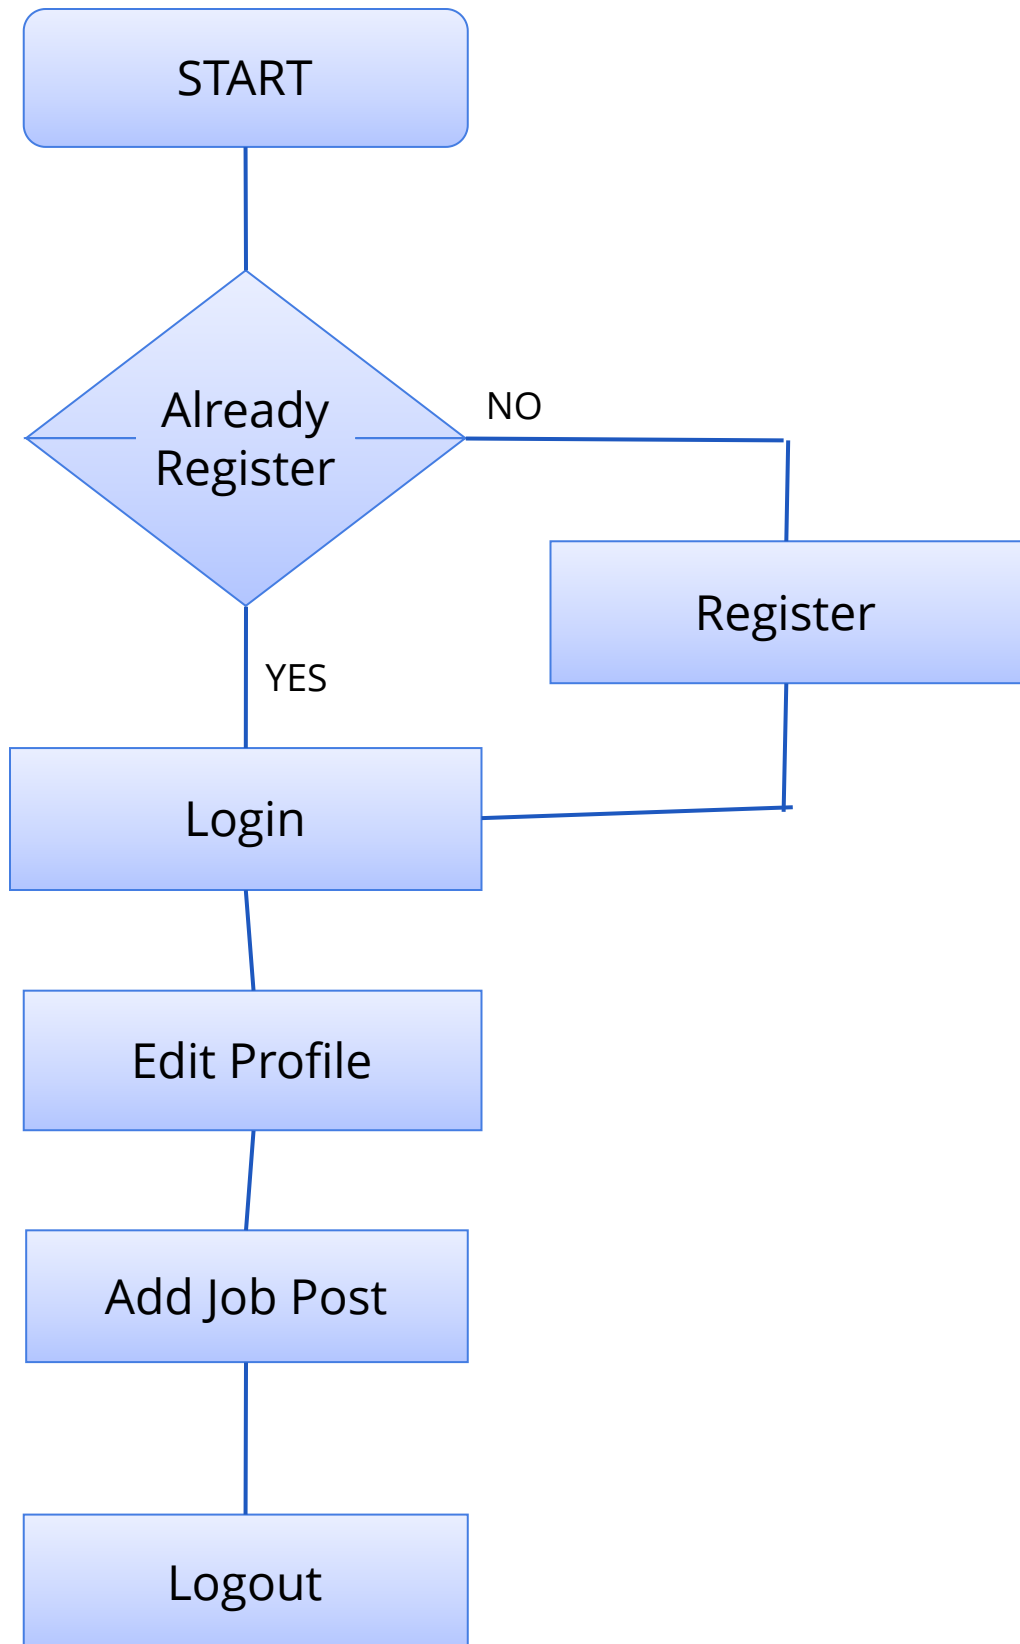 START
Already
Register
NO
Register
YES
Login
Edit Profile
Add Job Post
Logout